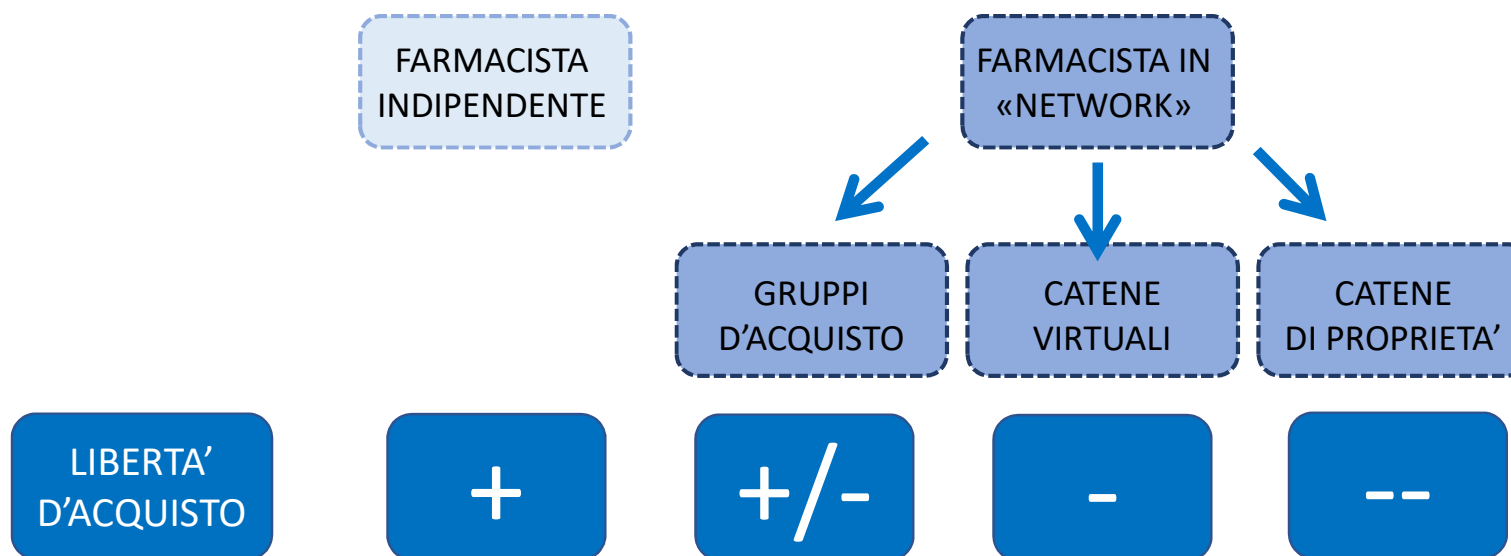 FARMACISTA
INDIPENDENTE
FARMACISTA IN
«NETWORK»
GRUPPI
D’ACQUISTO
CATENE
VIRTUALI
CATENE
DI PROPRIETA’
LIBERTA’
D’ACQUISTO
+
+/-
-
--